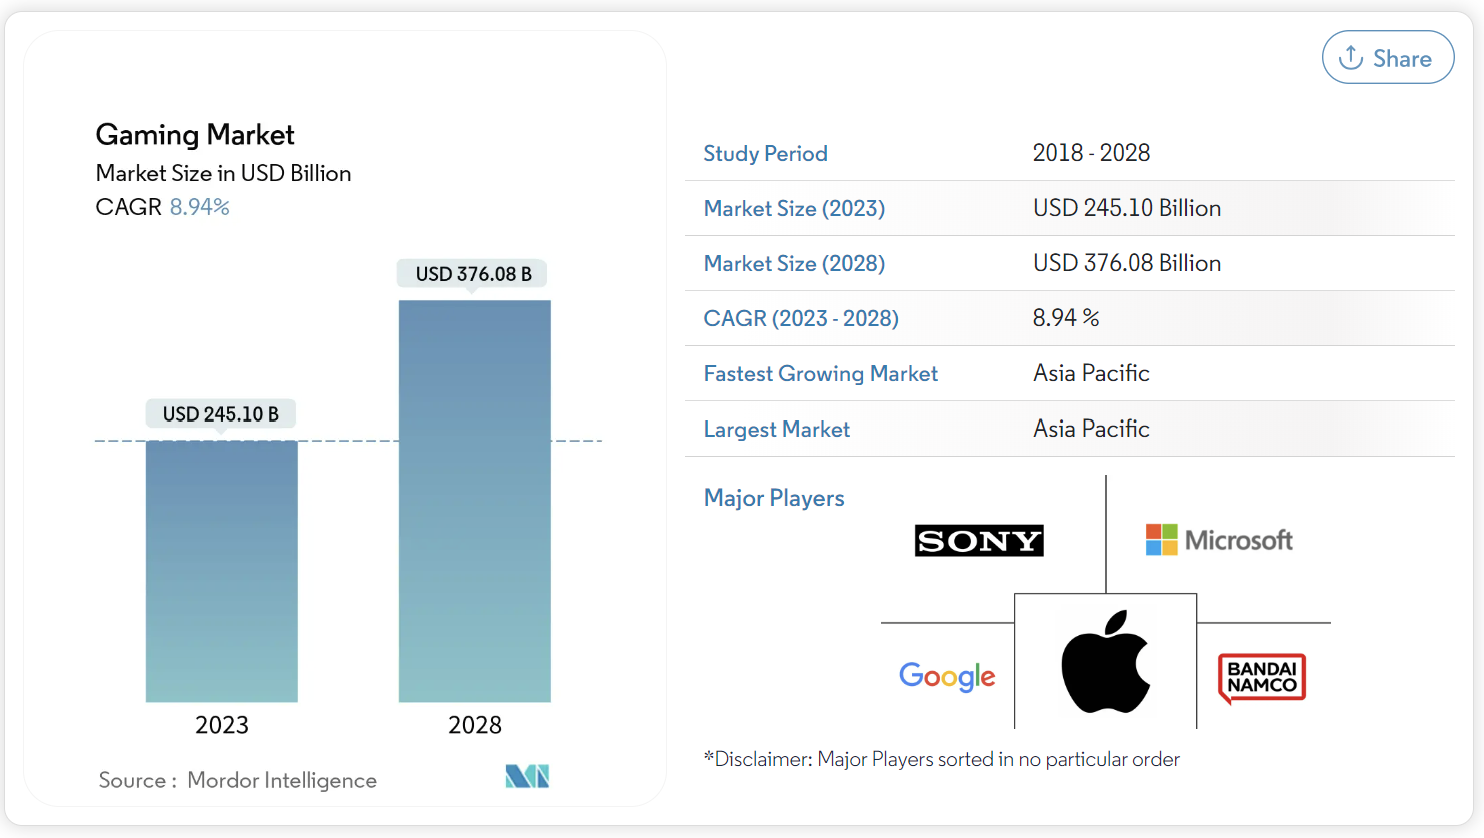 Share
Gaming Market
Market Size in USD Billion
CAGR 8.94%
USD 376.08 B
USD 245.10 B
2023 2028
Source : Mordor Intelligence
Study Period 2018 - 2028
Market Size (2023) USD 245.10 Billion
Market Size (2028) USD 376.08 Billion
CAGR (2023 - 2028) 8.94 %
Fastest Growing Market Asia Pacific
Largest Market Asia Pacific
Major Players
SONY Microsoft
Google
BANDAI
NAMCO
*Disclaimer: Major Players sorted in no particular order